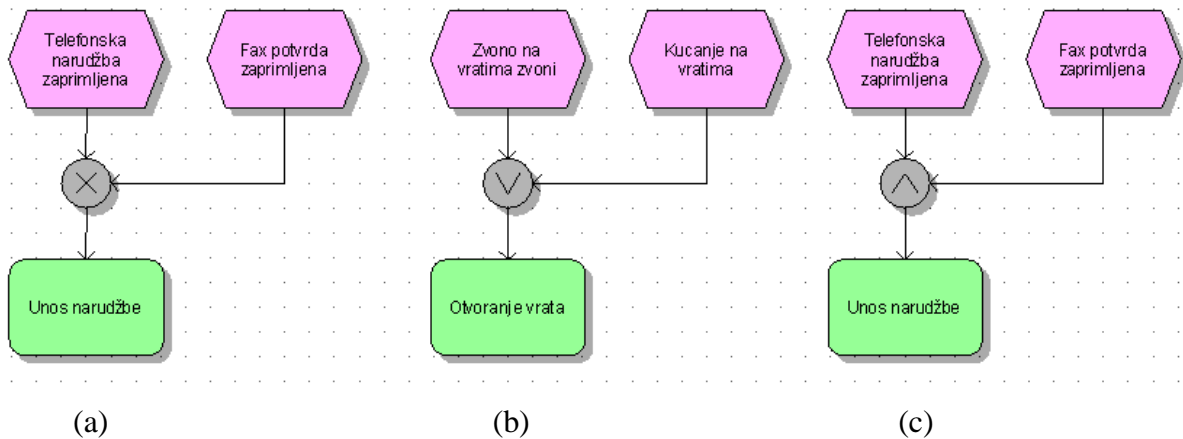 Telefonska
narudžba
zaprimljena
Fax potvrda
zaprimljena
Zvono na
vratima zvoni
Kucanje na
vratima
Telefonska
narudžba
zaprimljena
Fax potvrda
zaprimljena
Unos narudžbe
Otvoranje vrata
Unos narudžbe
(a)
(b)
(c)